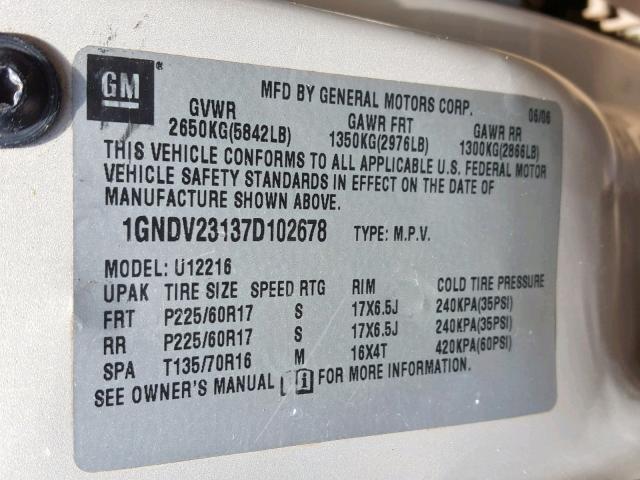 GM
MFD BY GENERAL MOTORS CORP. 06/06
GVWR GAWR FRT GAWR RR
2650KG(5842LB) 1350KG(2976LB) 1300KG(2866LB)
THIS VEHICLE CONFORMS TO ALL APPLICABLE U.S. FEDERAL MOTOR
VEHICLE SAFETY STANDARDS IN EFFECT ON THE DATE OF
MANUFACTURE SHOWN ABOVE.
1GNDV23137D102678 TYPE: M.P.V.
MODEL: U12216
UPAK TIRE SIZE SPEED RTG RIM COLD TIRE PRESSURE
FRT P225/60R17 S 17X6.5J 240KPA(35PSI)
RR P225/60R17 S 17X6.5J 240KPA(35PSI)
SPA T135/70R16 M 16X4T 420KPA(60PSI)
SEE OWNER'S MANUAL FOR MORE INFORMATION.